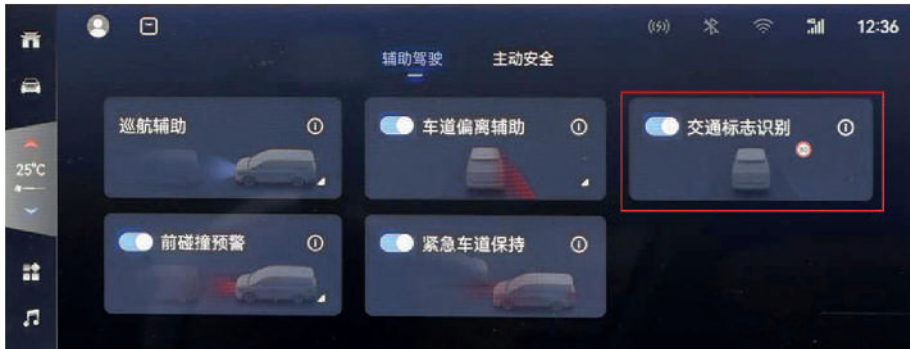 12:36
辅助驾驶 主动安全
巡航辅助
车道偏离辅助
交通标志识别
25°C
前碰撞预警
紧急车道保持